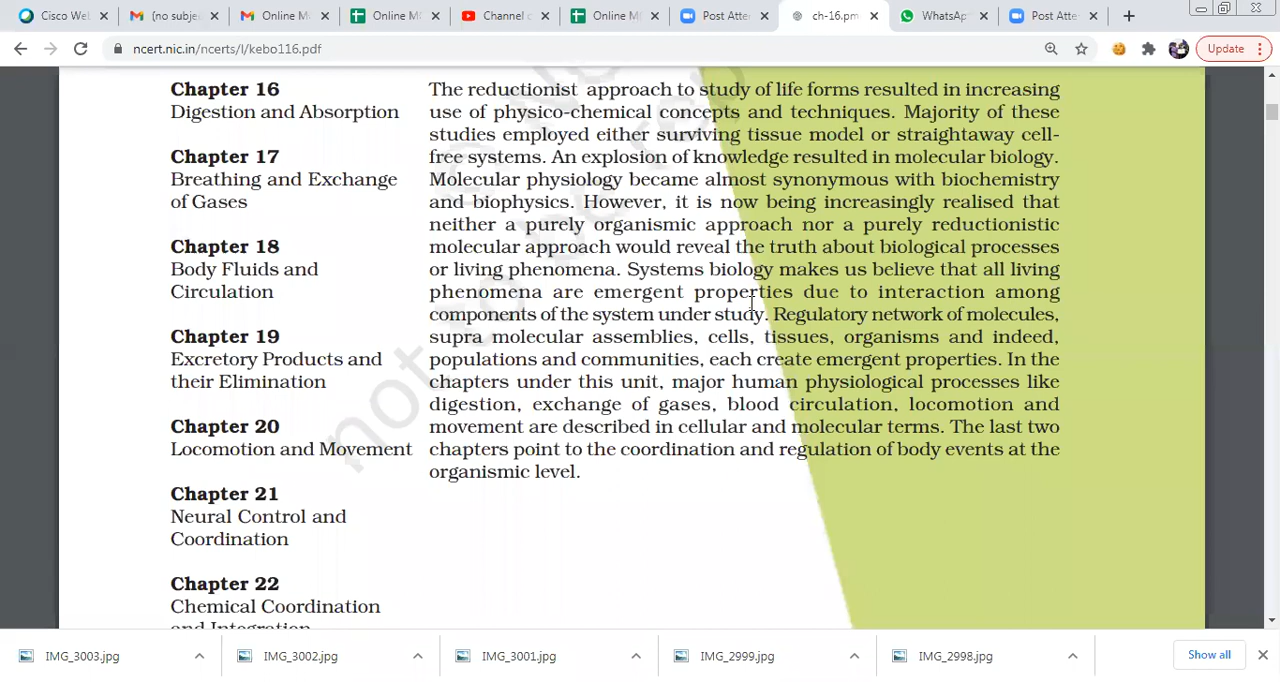 Cisco Web
(no subje
Online M
Online M
Channel c
Online M
Post Atte
ch-16.pm
WhatsAp
Post Atte
ncert.nic.in/ncerts/l/kebo116.pdf
Update
Chapter 16
Digestion and Absorption
Chapter 17
Breathing and Exchange
of Gases
Chapter 18
Body Fluids and
Circulation
Chapter 19
Excretory Products and
their Elimination
Chapter 20
Locomotion and Movement
Chapter 21
Neural Control and
Coordination
Chapter 22
Chemical Coordination
and Integration
The reductionist approach to study of life forms resulted in increasing
use of physico-chemical concepts and techniques. Majority of these
studies employed either surviving tissue model or straightaway cell-
free systems. An explosion of knowledge resulted in molecular biology.
Molecular physiology became almost synonymous with biochemistry
and biophysics. However, it is now being increasingly realised that
neither a purely organismic approach nor a purely reductionistic
molecular approach would reveal the truth about biological processes
or living phenomena. Systems biology makes us believe that all living
phenomena are emergent properties due to interaction among
components of the system under study. Regulatory network of molecules,
supra molecular assemblies, cells, tissues, organisms and indeed,
populations and communities, each create emergent properties. In the
chapters under this unit, major human physiological processes like
digestion, exchange of gases, blood circulation, locomotion and
movement are described in cellular and molecular terms. The last two
chapters point to the coordination and regulation of body events at the
organismic level.
not to be re
IMG_3003.jpg
IMG_3002.jpg
IMG_3001.jpg
IMG_2999.jpg
IMG_2998.jpg
Show all